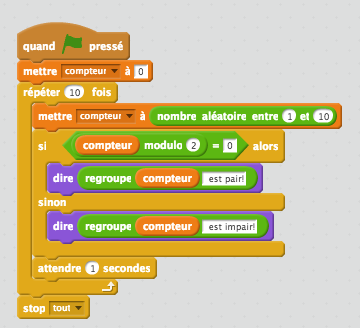 quand pressé
mettre compteur à 0
répéter 10 fois
mettre compteur à nombre aléatoire entre 1 et 10
si compteur modulo 2 = 0 alors
dire regroupe compteur est pair!
sinon
dire regroupe compteur est impair!
attendre 1 secondes
stop tout